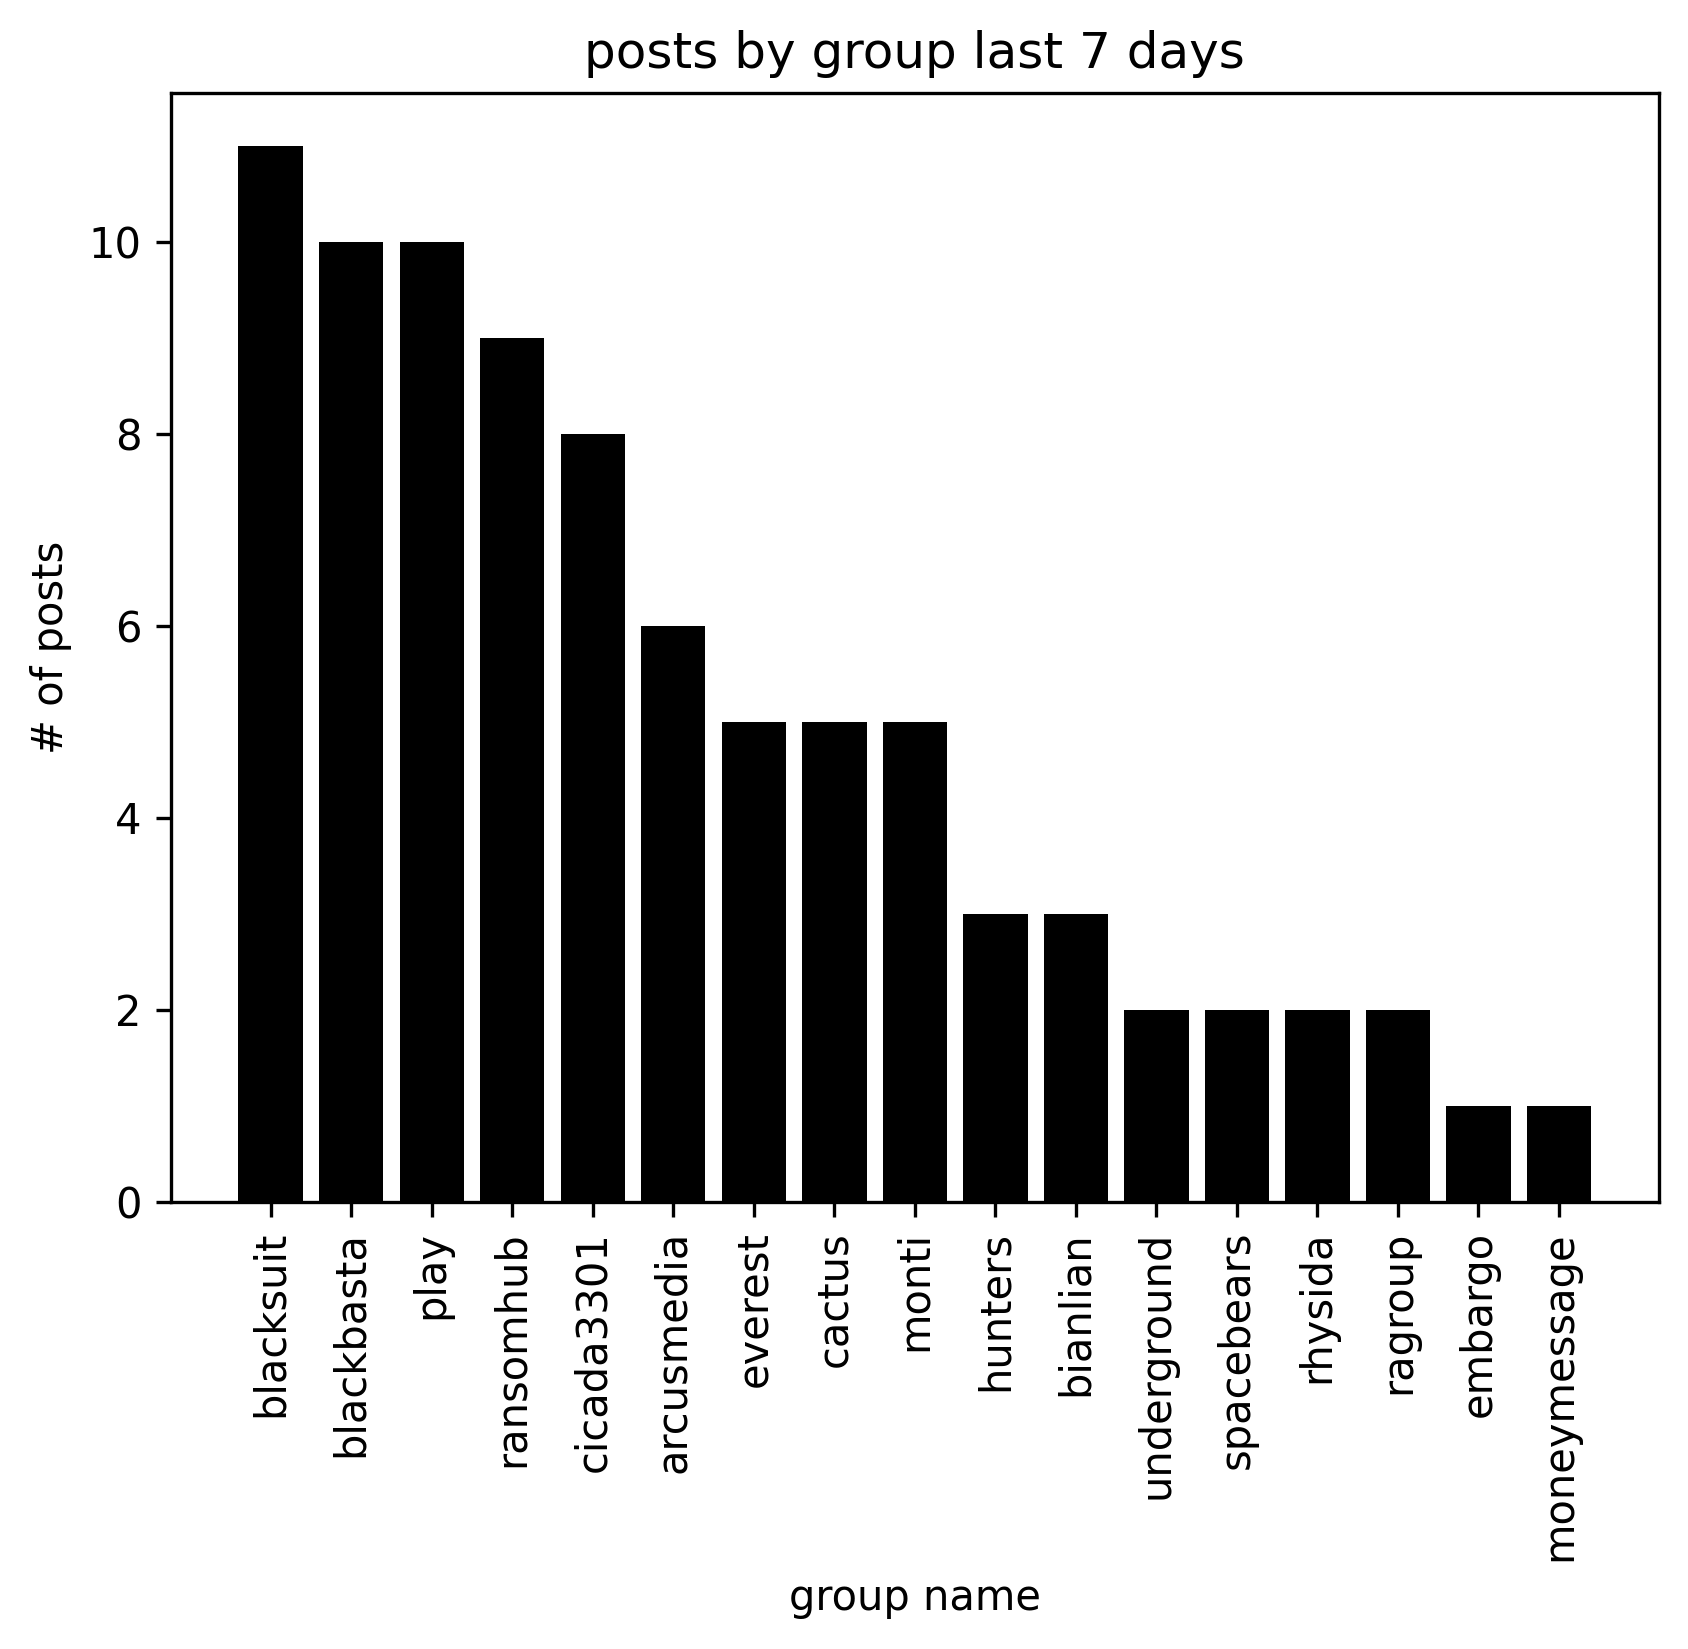 posts by group last 7 days
# of posts
10
8
6
4
2
0
blacksuit
blackbasta
play
ransomhub
cicada3301
arcusmedia
everest
cactus
monti
hunters
bianlian
underground
spacebears
rhysida
ragroup
embargo
moneymessage
group name